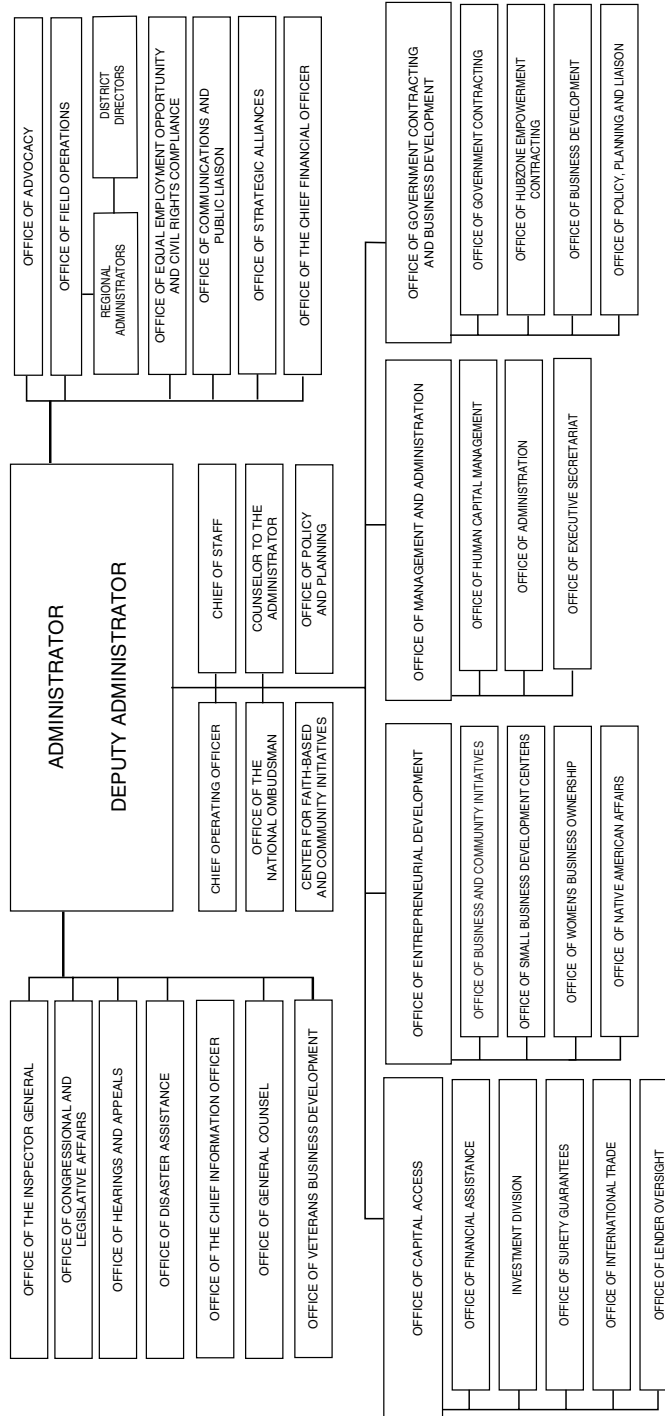 ADMINISTRATOR
DEPUTY ADMINISTRATOR
OFFICE OF THE INSPECTOR GENERAL
OFFICE OF CONGRESSIONAL AND
LEGISLATIVE AFFAIRS
OFFICE OF HEARINGS AND APPEALS
OFFICE OF DISASTER ASSISTANCE
OFFICE OF THE CHIEF INFORMATION OFFICER
OFFICE OF GENERAL COUNSEL
OFFICE OF VETERANS BUSINESS DEVELOPMENT
OFFICE OF ADVOCACY
OFFICE OF FIELD OPERATIONS
REGIONAL
ADMINISTRATORS
DISTRICT
DIRECTORS
OFFICE OF EQUAL EMPLOYMENT OPPORTUNITY
AND CIVIL RIGHTS COMPLIANCE
OFFICE OF COMMUNICATIONS AND
PUBLIC LIAISON
OFFICE OF STRATEGIC ALLIANCES
OFFICE OF THE CHIEF FINANCIAL OFFICER
CHIEF OPERATING OFFICER
CHIEF OF STAFF
OFFICE OF THE
NATIONAL OMBUDSMAN
COUNSELOR TO THE
ADMINISTRATOR
CENTER FOR FAITH-BASED
AND COMMUNITY INITIATIVES
OFFICE OF POLICY
AND PLANNING
OFFICE OF CAPITAL ACCESS
OFFICE OF FINANCIAL ASSISTANCE
INVESTMENT DIVISION
OFFICE OF SURETY GUARANTEES
OFFICE OF INTERNATIONAL TRADE
OFFICE OF LENDER OVERSIGHT
OFFICE OF ENTREPRENEURIAL DEVELOPMENT
OFFICE OF BUSINESS AND COMMUNITY INITIATIVES
OFFICE OF SMALL BUSINESS DEVELOPMENT CENTERS
OFFICE OF WOMEN'S BUSINESS OWNERSHIP
OFFICE OF NATIVE AMERICAN AFFAIRS
OFFICE OF MANAGEMENT AND ADMINISTRATION
OFFICE OF HUMAN CAPITAL MANAGEMENT
OFFICE OF ADMINISTRATION
OFFICE OF EXECUTIVE SECRETARIAT
OFFICE OF GOVERNMENT CONTRACTING
AND BUSINESS DEVELOPMENT
OFFICE OF GOVERNMENT CONTRACTING
OFFICE OF HUBZONE EMPOWERMENT
CONTRACTING
OFFICE OF BUSINESS DEVELOPMENT
OFFICE OF POLICY, PLANNING AND LIAISON